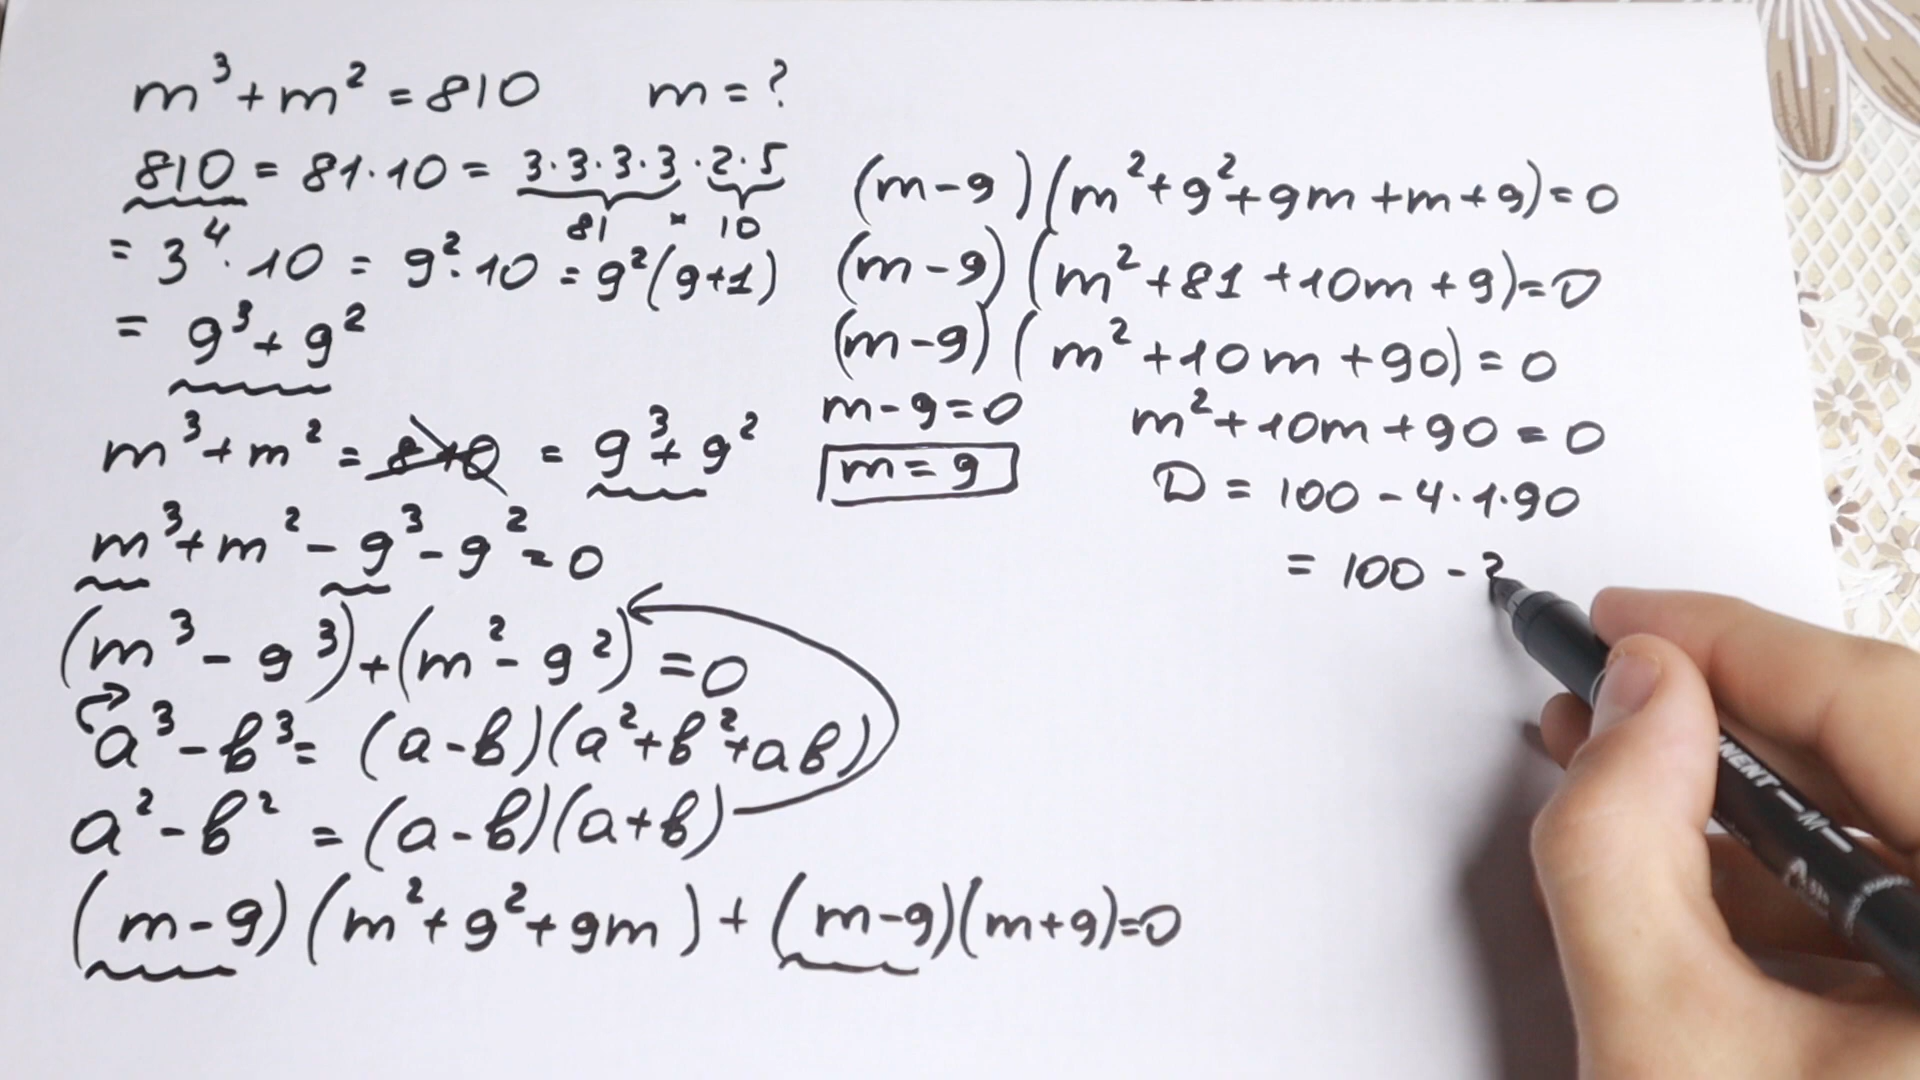 m³+m²=810 m=?
810 = 81·10 = 3·3·3·3·2·5
81 × 10
= 3⁴·10 = 9²·10 = 9²(9+1)
= 9³+9²
m³+m² = 810 = 9³+9²
m³+m²-9³-9²=0
(m³-9³)+(m²-9²)=0
a³-b³=(a-b)(a²+b²+ab)
a²-b²=(a-b)(a+b)
(m-9)(m²+9²+9m)+(m-9)(m+9)=0
(m-9)(m²+9²+9m+m+9)=0
(m-9)(m²+81+10m+9)=0
(m-9)(m²+10m+90)=0
m-9=0 m²+10m+90=0
m=9 D = 100-4·1·90
= 100-3
NENT -M-